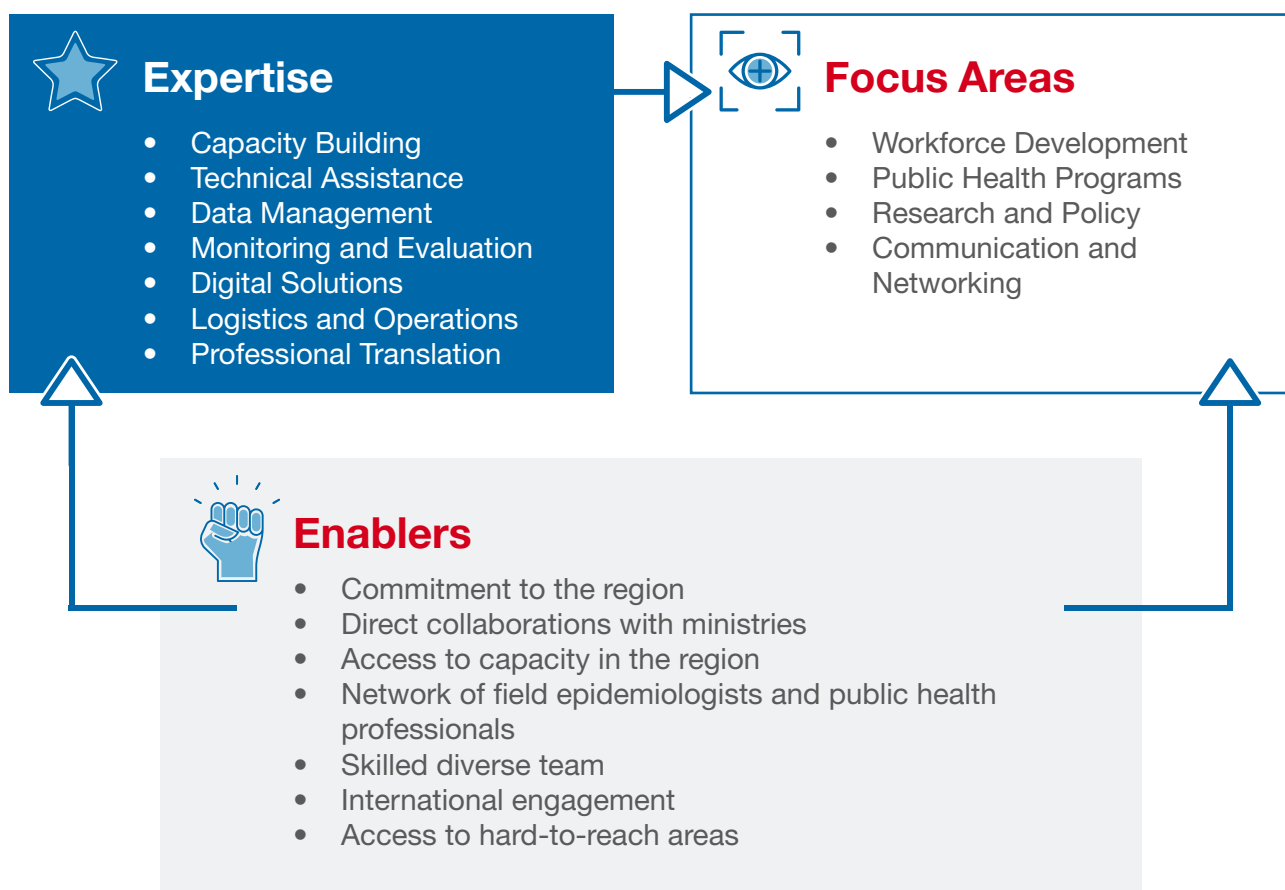 Expertise
• Capacity Building
• Technical Assistance
• Data Management
• Monitoring and Evaluation
• Digital Solutions
• Logistics and Operations
• Professional Translation
Focus Areas
• Workforce Development
• Public Health Programs
• Research and Policy
• Communication and
Networking
Enablers
• Commitment to the region
• Direct collaborations with ministries
• Access to capacity in the region
• Network of field epidemiologists and public health
professionals
• Skilled diverse team
• International engagement
• Access to hard-to-reach areas